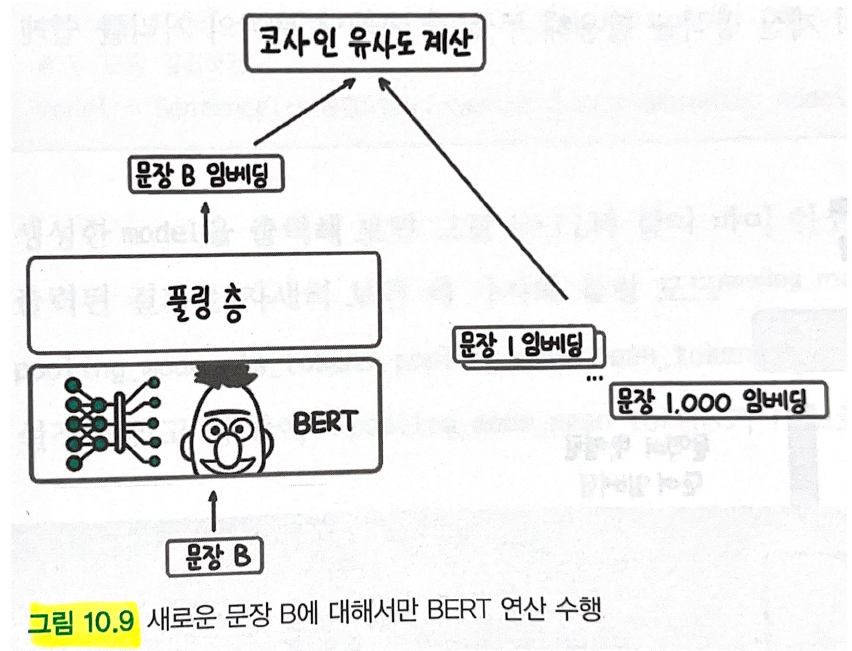 코사인 유사도 계산
문장 B 임베딩
풀링 층
문장 1 임베딩
...
문장 1,000 임베딩
BERT
문장 B
그림 10.9 새로운 문장 B에 대해서만 BERT 연산 수행